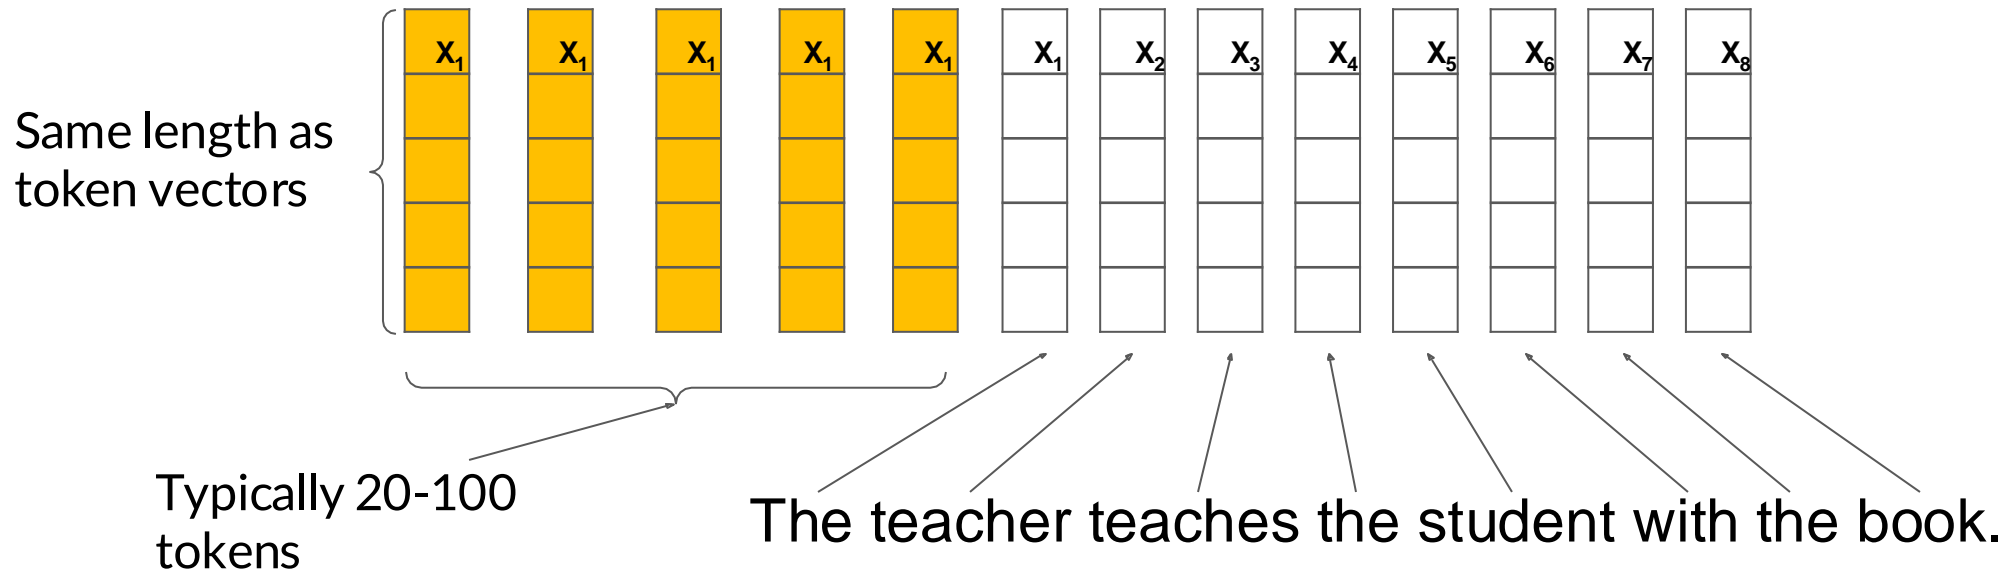 X₁ X₁ X₁ X₁ X₁ X₁ X₂ X₃ X₄ X₅ X₆ X₇ X₈
Same length as
token vectors
Typically 20-100
tokens
The teacher teaches the student with the book.